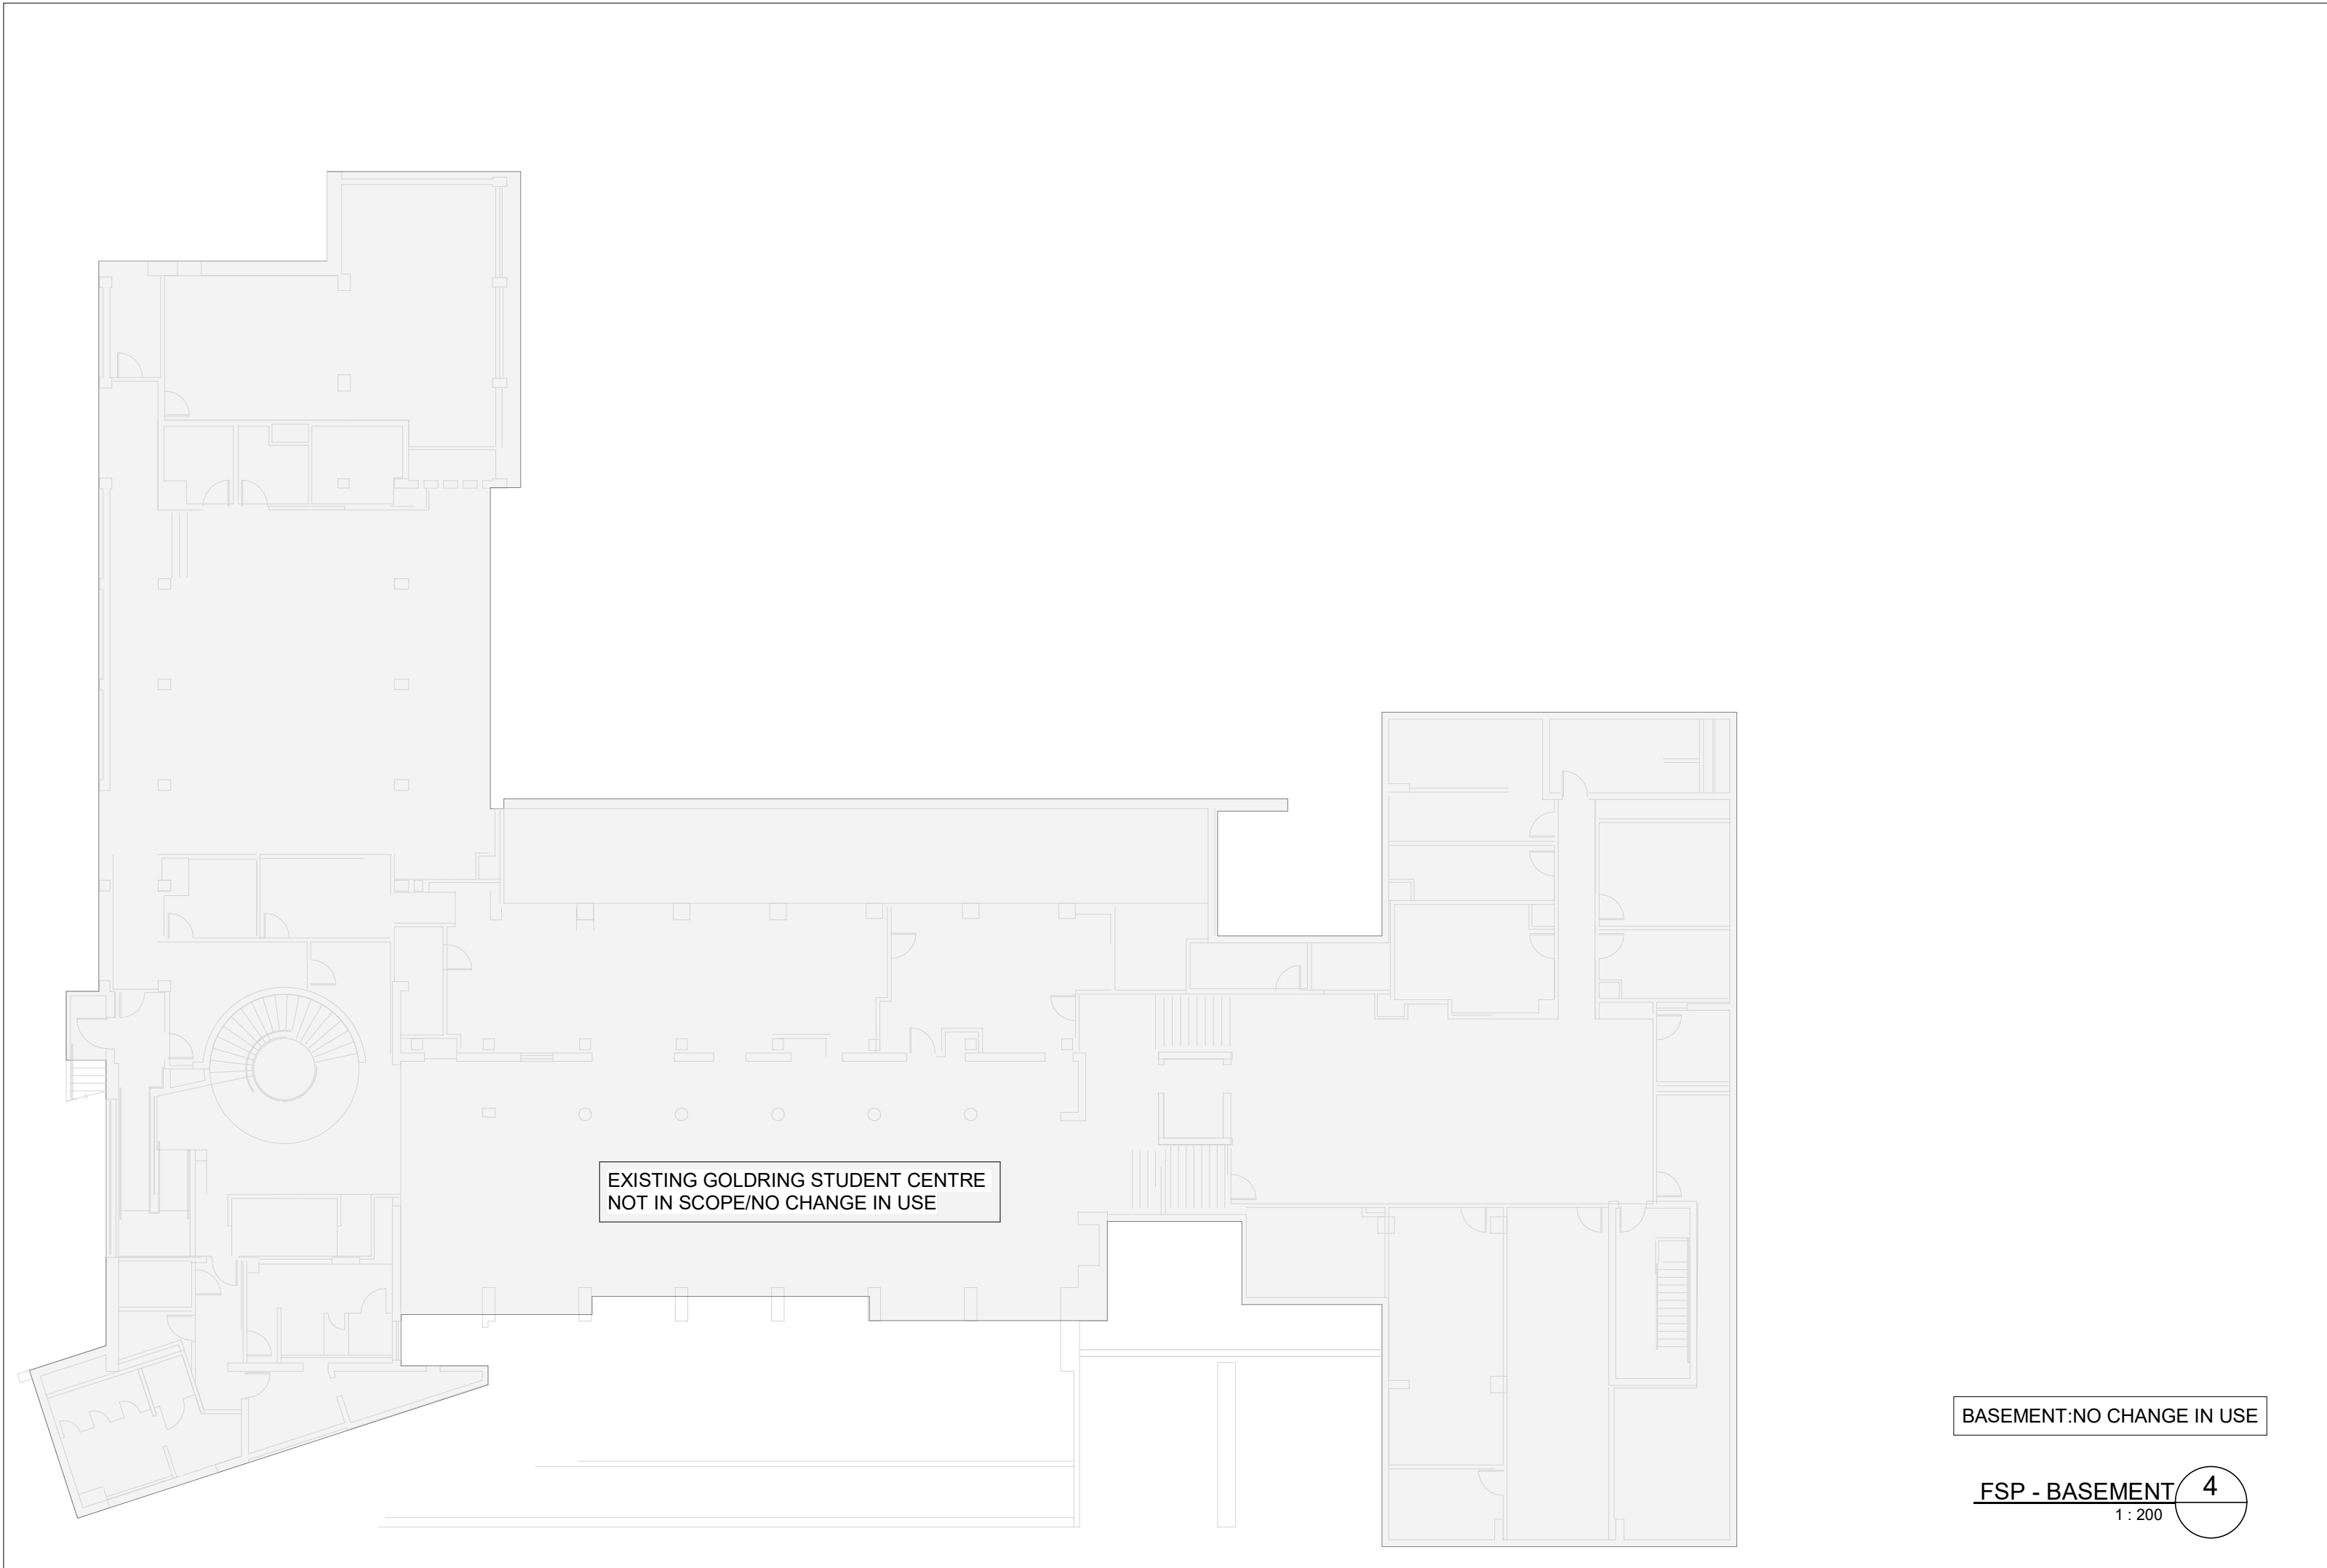 EXISTING GOLDRING STUDENT CENTRE
NOT IN SCOPE/NO CHANGE IN USE
BASEMENT:NO CHANGE IN USE
FSP - BASEMENT
4
1 : 200